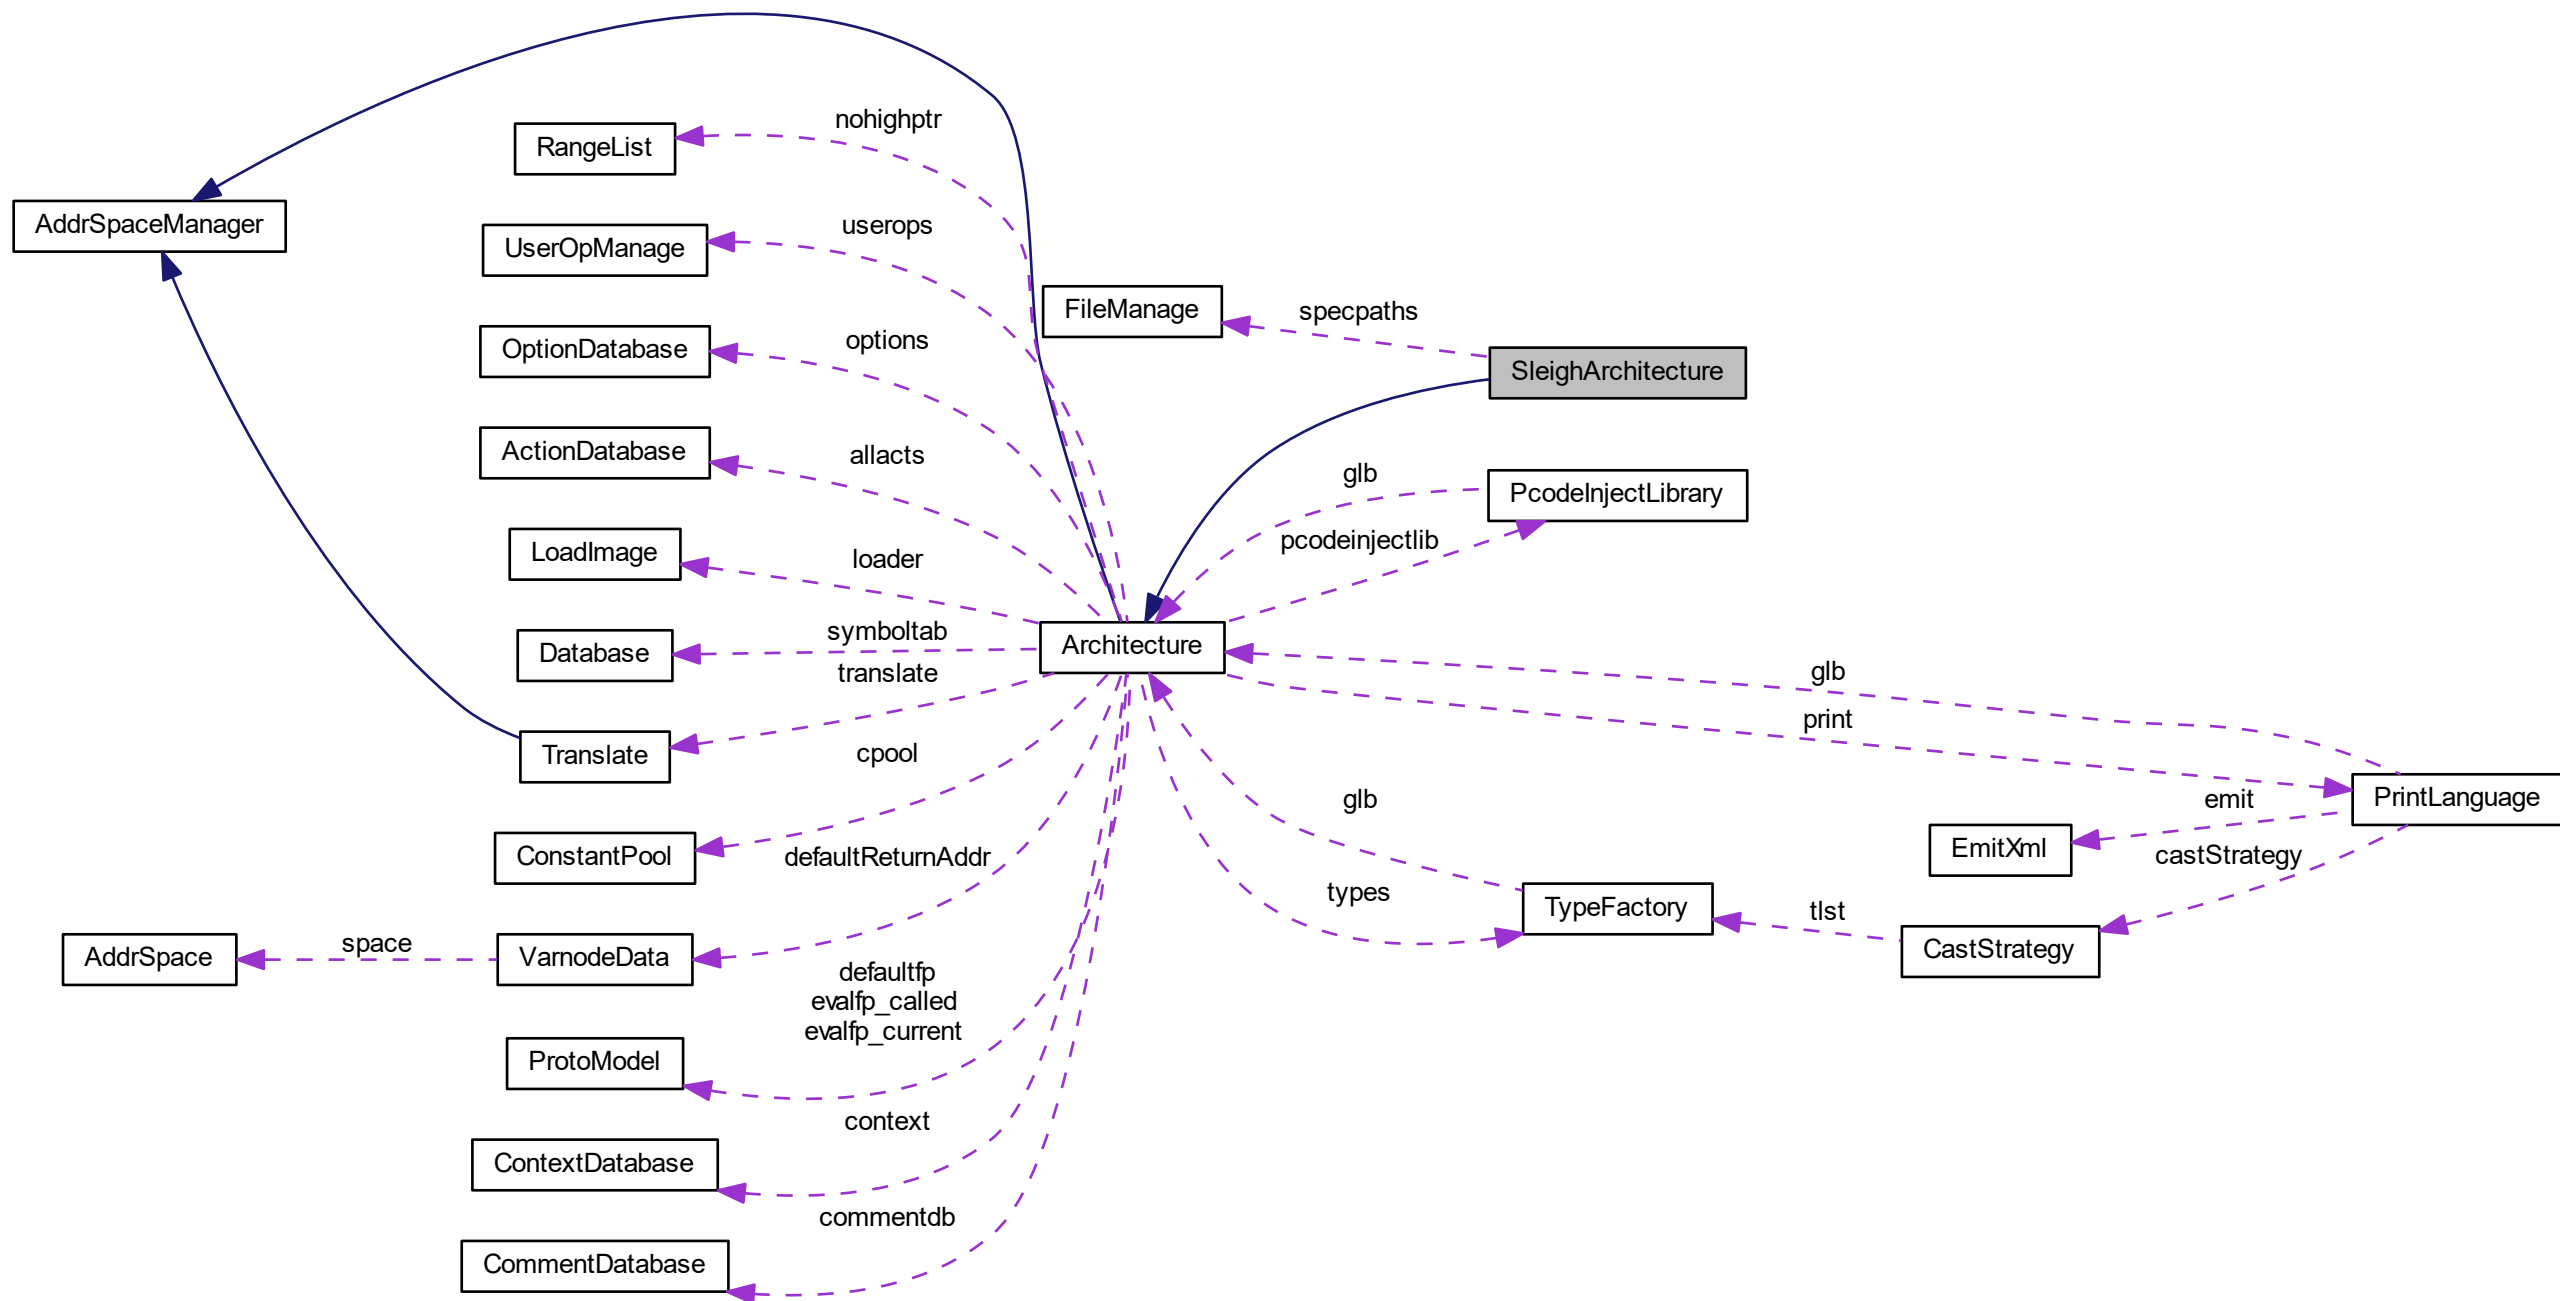 nohighptr
RangeList
AddrSpaceManager
userops
UserOpManage
FileManage
specpaths
options
OptionDatabase
SleighArchitecture
allacts
ActionDatabase
glb
PcodeInjectLibrary
loader
LoadImage
pcodeinjectlib
symboltab
Database
Architecture
translate
glb
print
Translate
cpool
glb
emit
PrintLanguage
ConstantPool
defaultReturnAddr
EmitXml
castStrategy
types
TypeFactory
tlst
AddrSpace
space
VarnodeData
CastStrategy
defaultfp
evalfp_called
evalfp_current
ProtoModel
context
ContextDatabase
commentdb
CommentDatabase